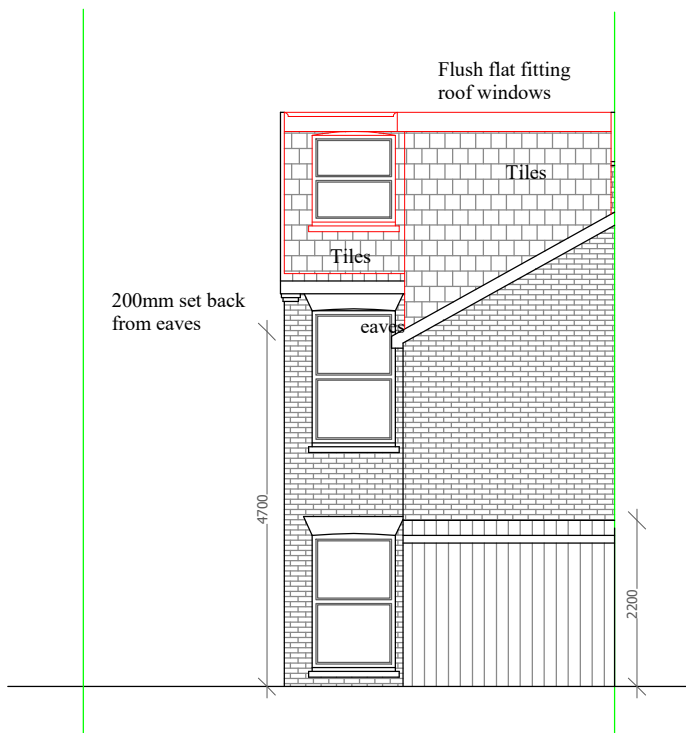 Flush flat fitting
roof windows
Tiles
Tiles
200mm set back
from eaves
eaves
4700
2200